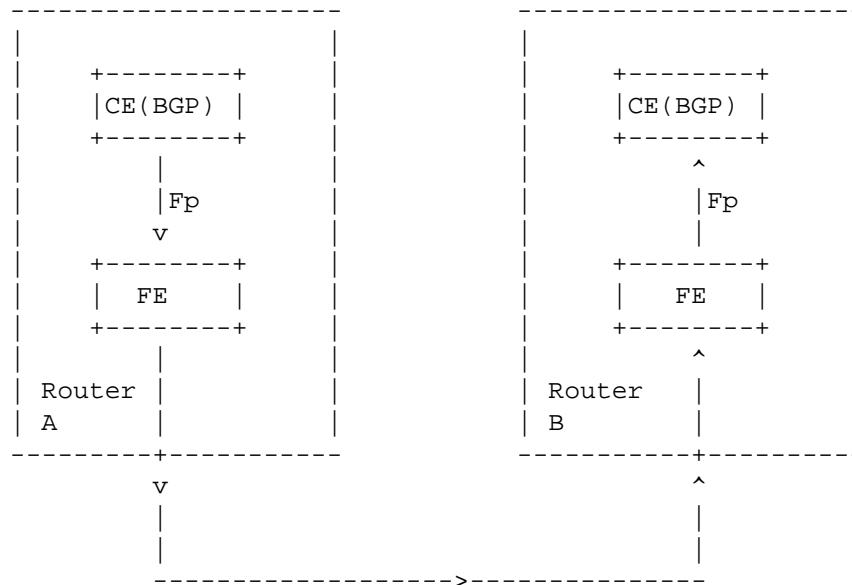 CE(BGP) CE(BGP)
Fp Fp
v
FE FE
Router Router
A B
v